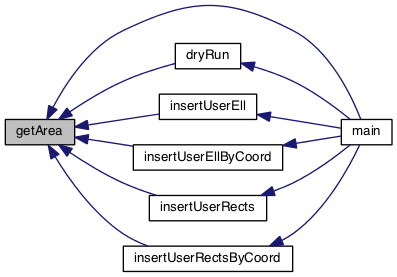 dryRun
insertUserEll
getArea
main
insertUserEllByCoord
insertUserRects
insertUserRectsByCoord